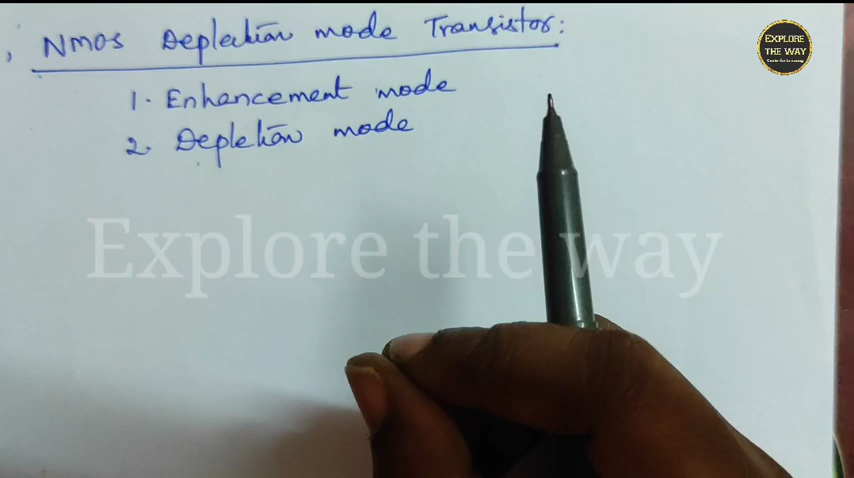 , Nmos Depletion mode Transistor:
1. Enhancement mode
2. Depletion mode
Explore the way
EXPLORE
THE WAY